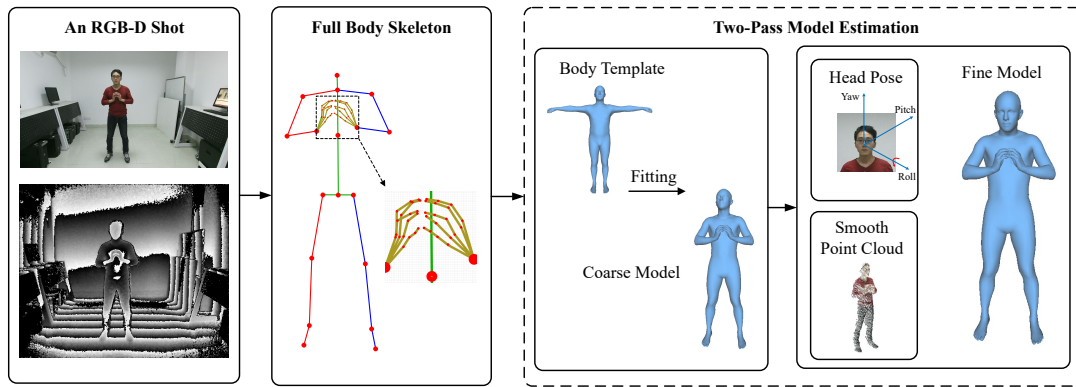 An RGB-D Shot
Full Body Skeleton
Two-Pass Model Estimation
Body Template
Fitting
Coarse Model
Head Pose
Yaw
Pitch
Roll
Smooth
Point Cloud
Fine Model